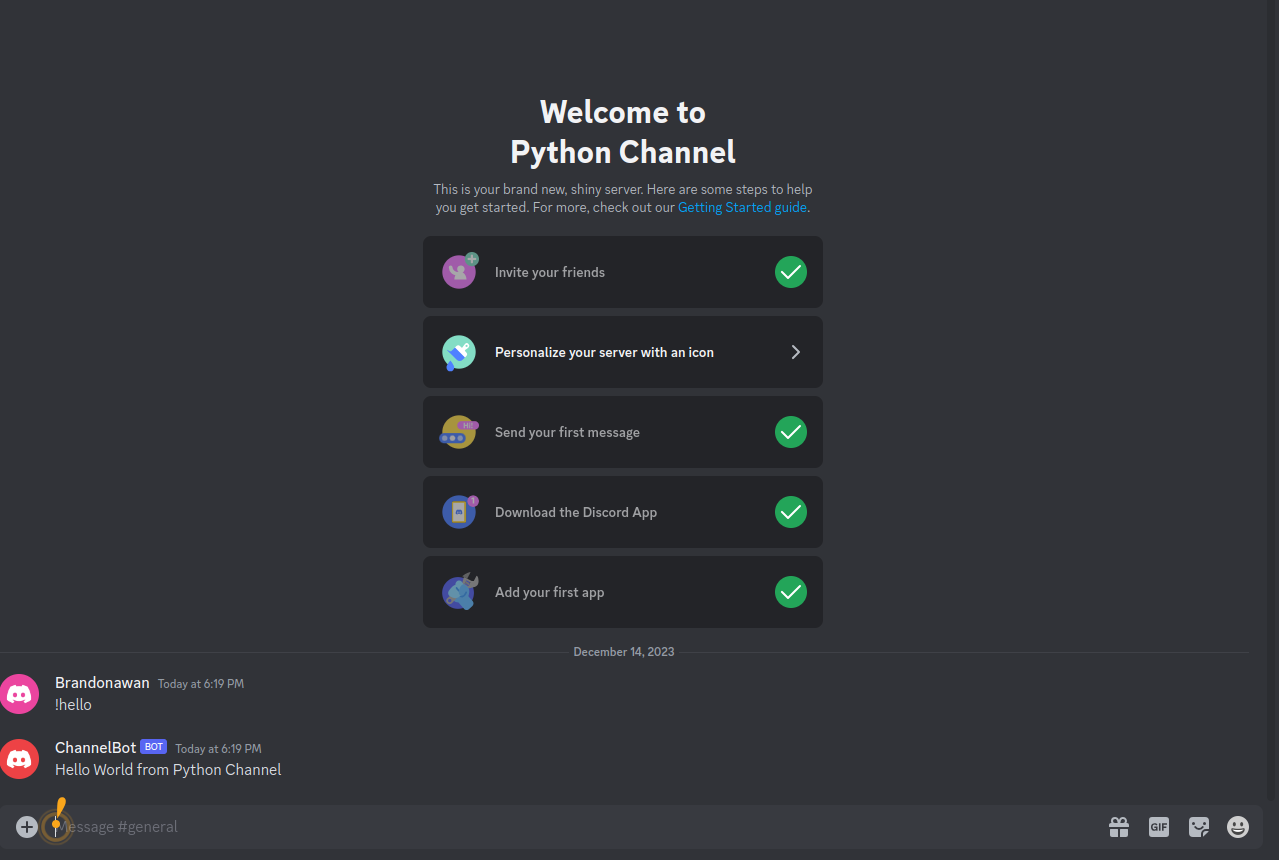 Welcome to
Python Channel
This is your brand new, shiny server. Here are some steps to help
you get started. For more, check out our Getting Started guide.
Invite your friends
Personalize your server with an icon
Hi!
Send your first message
1
Download the Discord App
Add your first app
December 14, 2023
Brandonawan Today at 6:19 PM
!hello
ChannelBot BOT Today at 6:19 PM
Hello World from Python Channel
Message #general
GIF